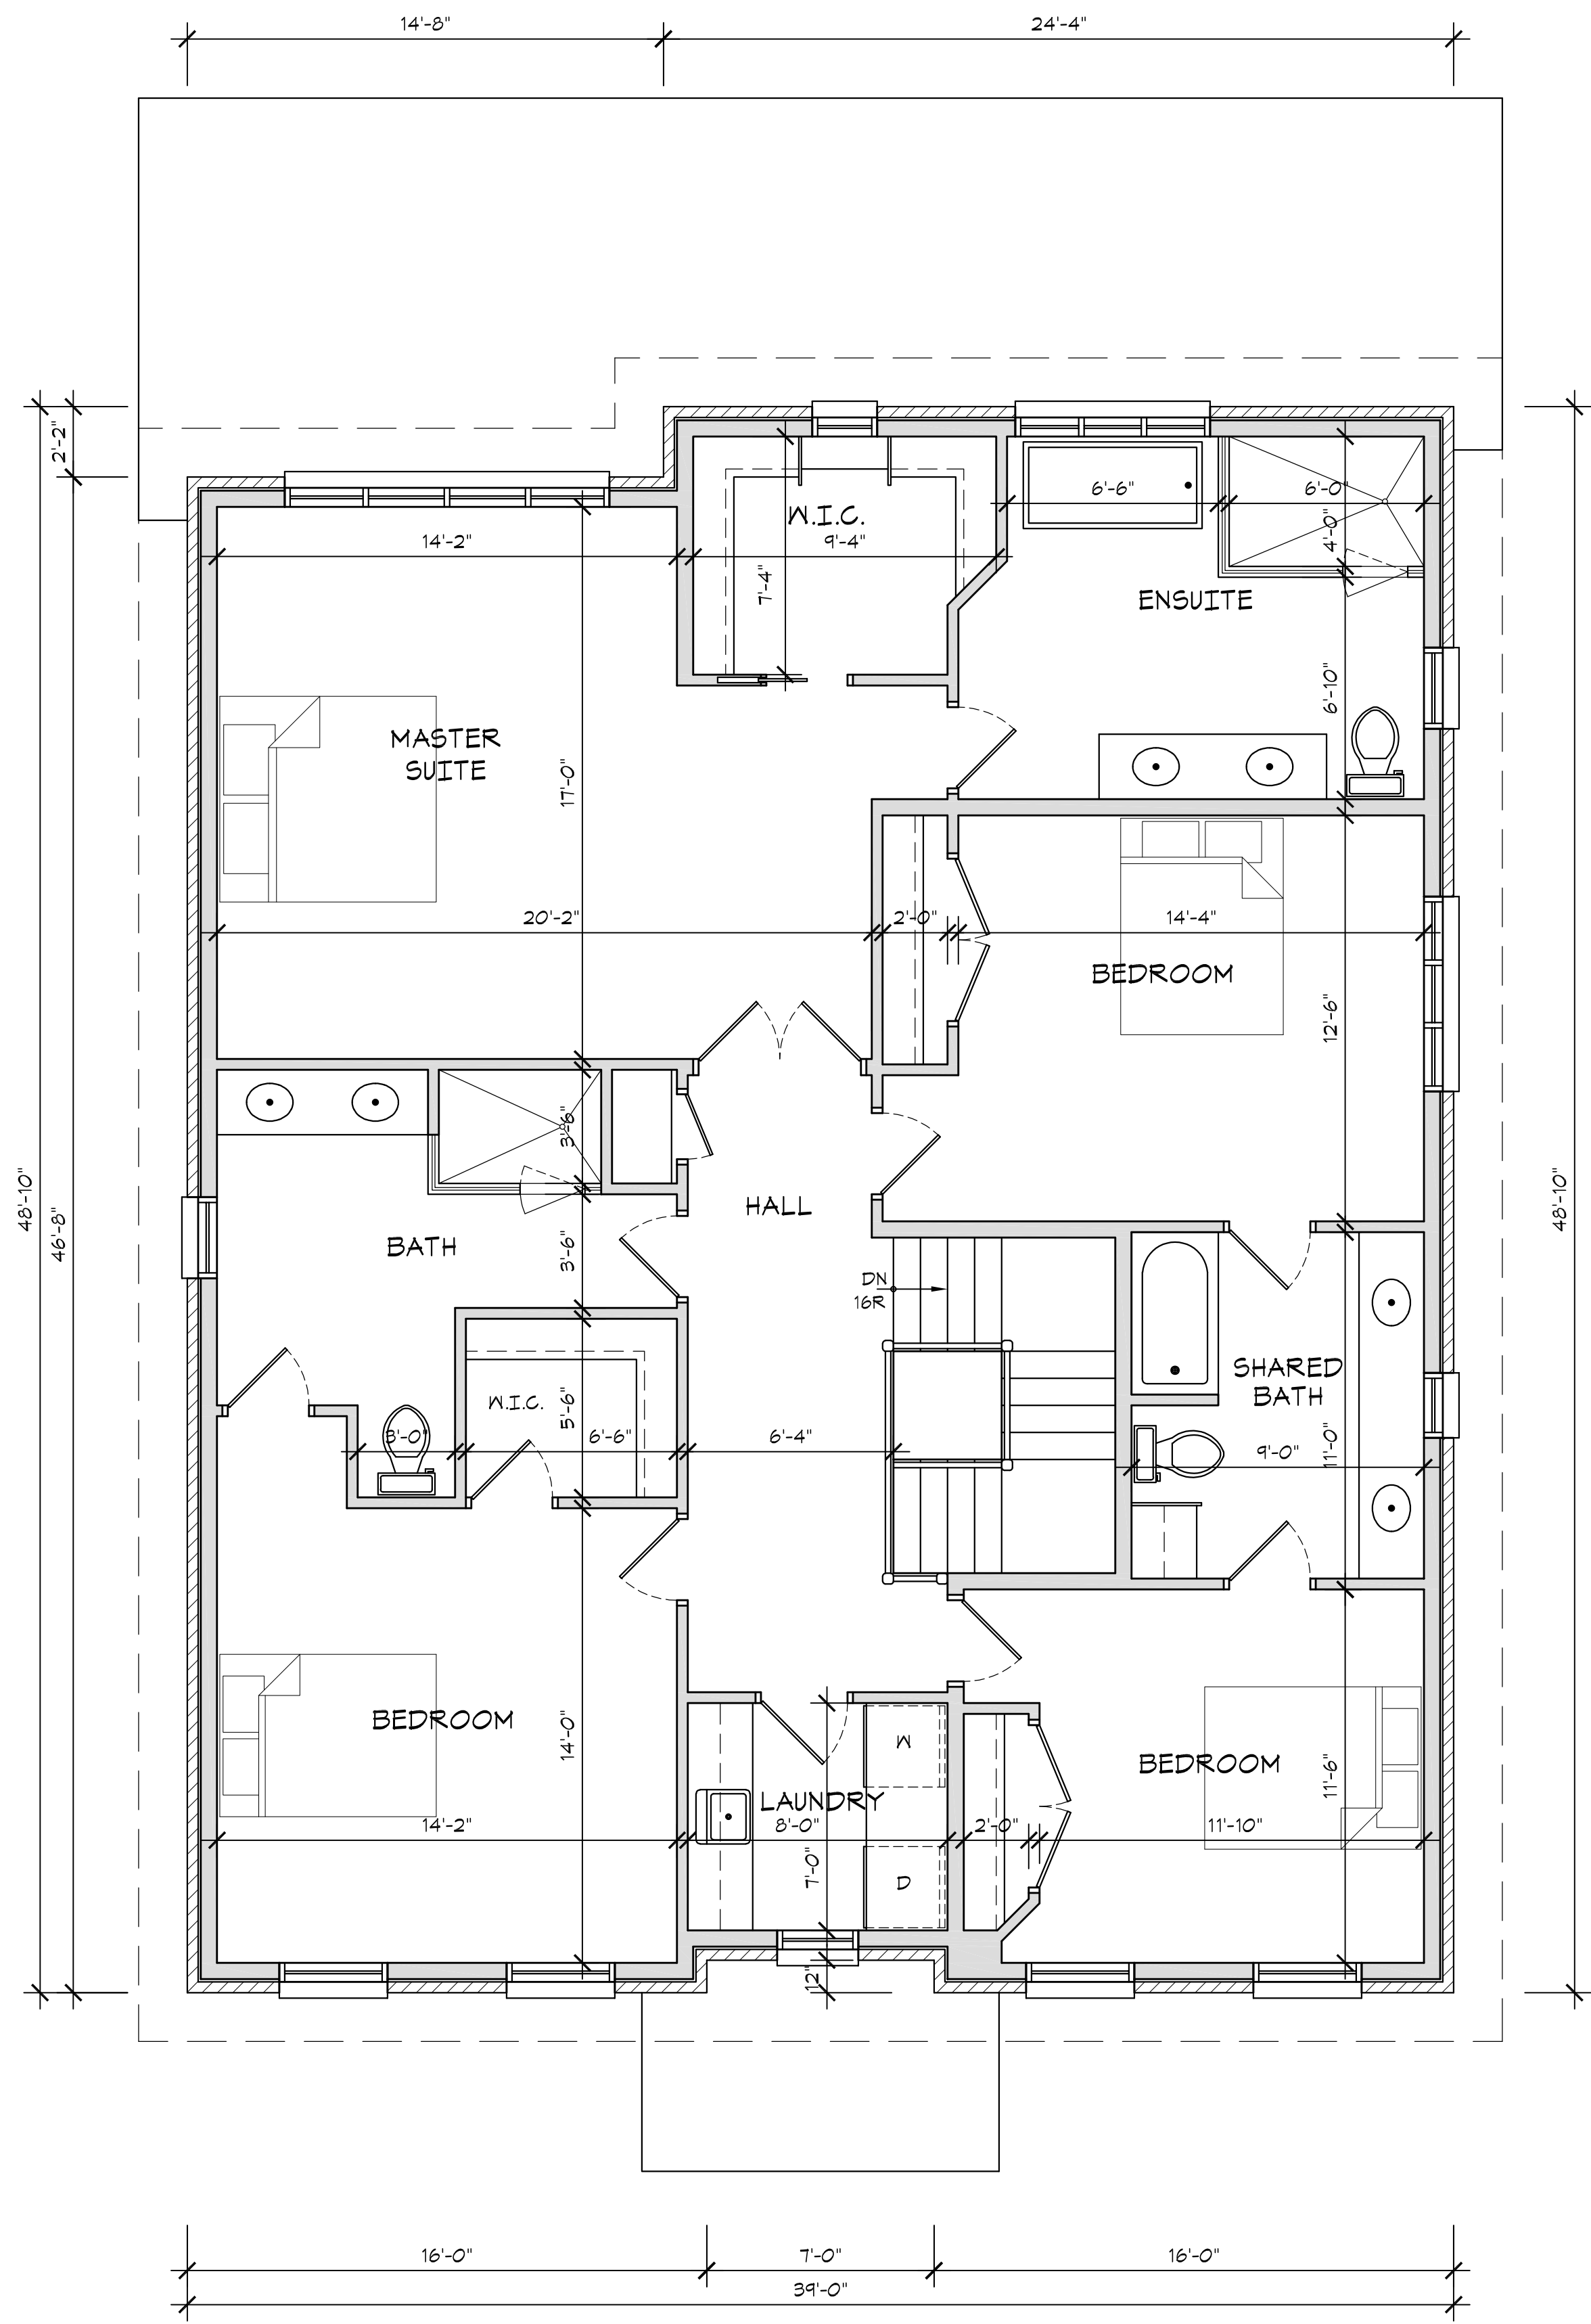 14'-8" 24'-4"
2'-2"
W.I.C.
6'-6" 6'-0"
4'-0"
14'-2" 9'-4"
7'-4"
ENSUITE
6'-10"
MASTER
SUITE
17'-0"
20'-2" 2'-0" 14'-4"
BEDROOM
12'-6"
3'-6"
HALL
48'-10" 46'-8" 48'-10"
BATH
3'-6"
DN
16R
SHARED
BATH
W.I.C.
5'-6"
3'-0" 6'-6" 6'-4"
9'-0" 11'-0"
BEDROOM
14'-0"
W
BEDROOM
11'-6"
LAUNDRY
14'-2" 8'-0" 2'-0" 11'-10"
7'-0"
D
12"
16'-0" 7'-0" 16'-0"
39'-0"